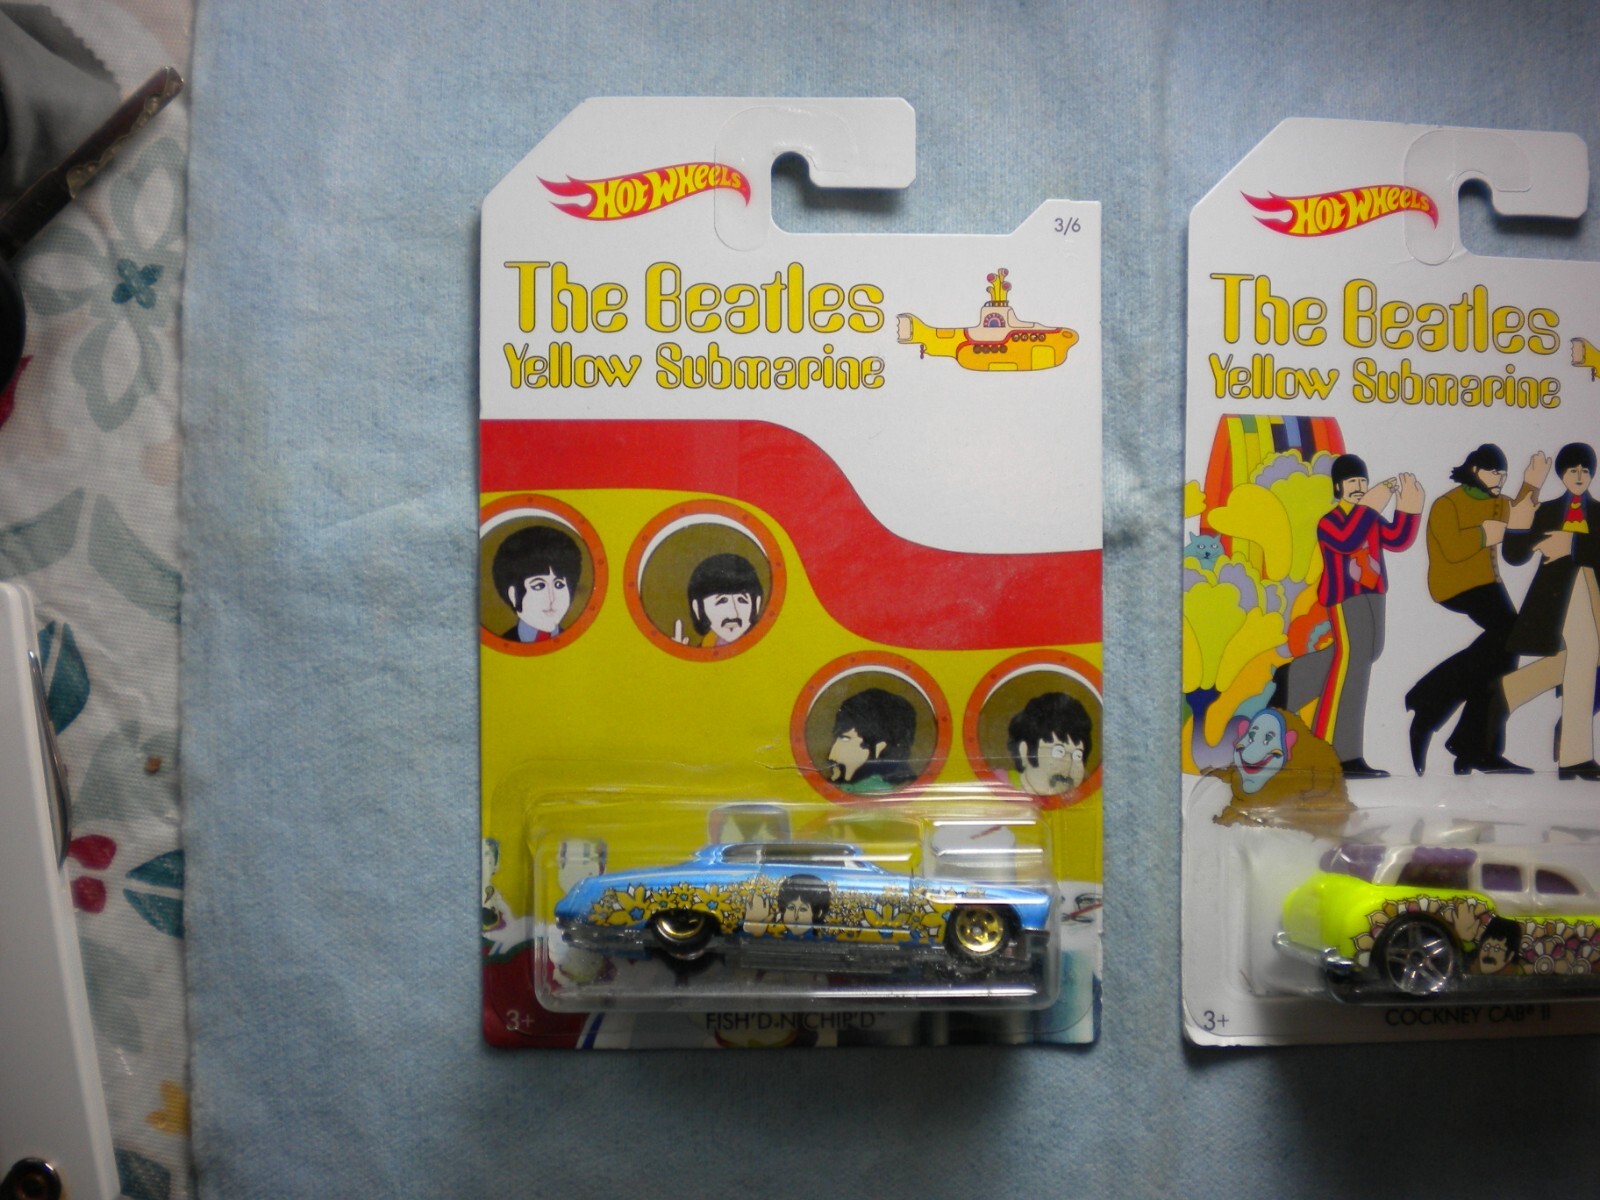 HOT WHEELS
3/6
The Beatles
Yellow Submarine
3+
FISH'D N CHIP'D™
HOT WHEELS
The Beatles
Yellow Submarine
3+
COCKNEY CAB® II